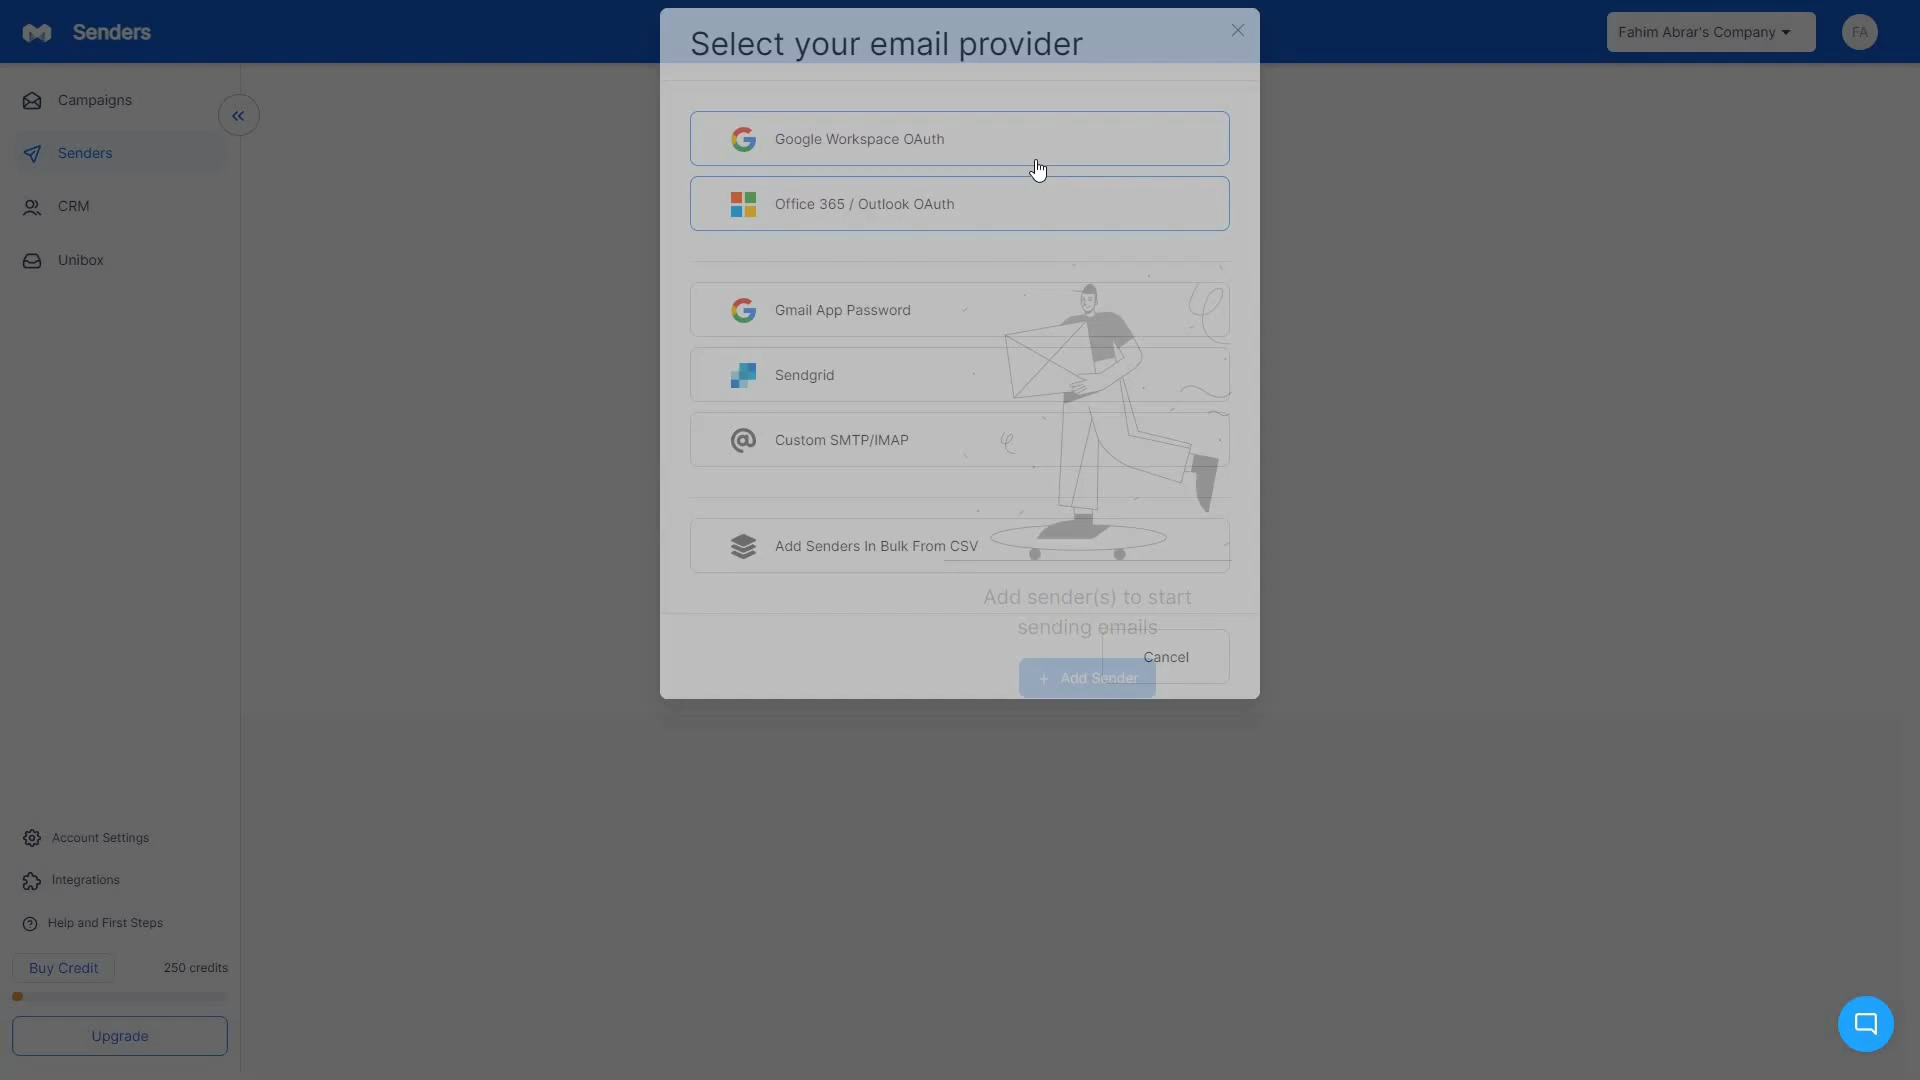 Senders
Fahim Abrar's Company
FA
Campaigns
Senders
CRM
Unibox
Account Settings
Integrations
Help and First Steps
Buy Credit
250 credits
Upgrade
Select your email provider
Google Workspace OAuth
Office 365 / Outlook OAuth
Gmail App Password
Sendgrid
Custom SMTP/IMAP
Add Senders In Bulk From CSV
Add sender(s) to start
sending emails
Cancel
+ Add Sender